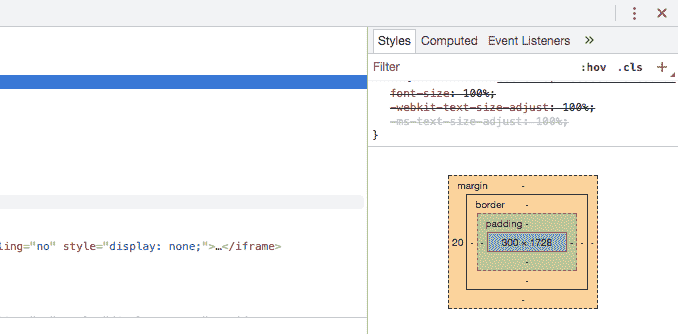 Styles Computed Event Listeners »
Filter :hov .cls +
font-size: 100%;
-webkit-text-size-adjust: 100%;
-ms-text-size-adjust: 100%;
}
margin -
border -
padding -
ling="no" style="display: none;">…</iframe>
20 - - 300 × 1728 - - -
-
-
-